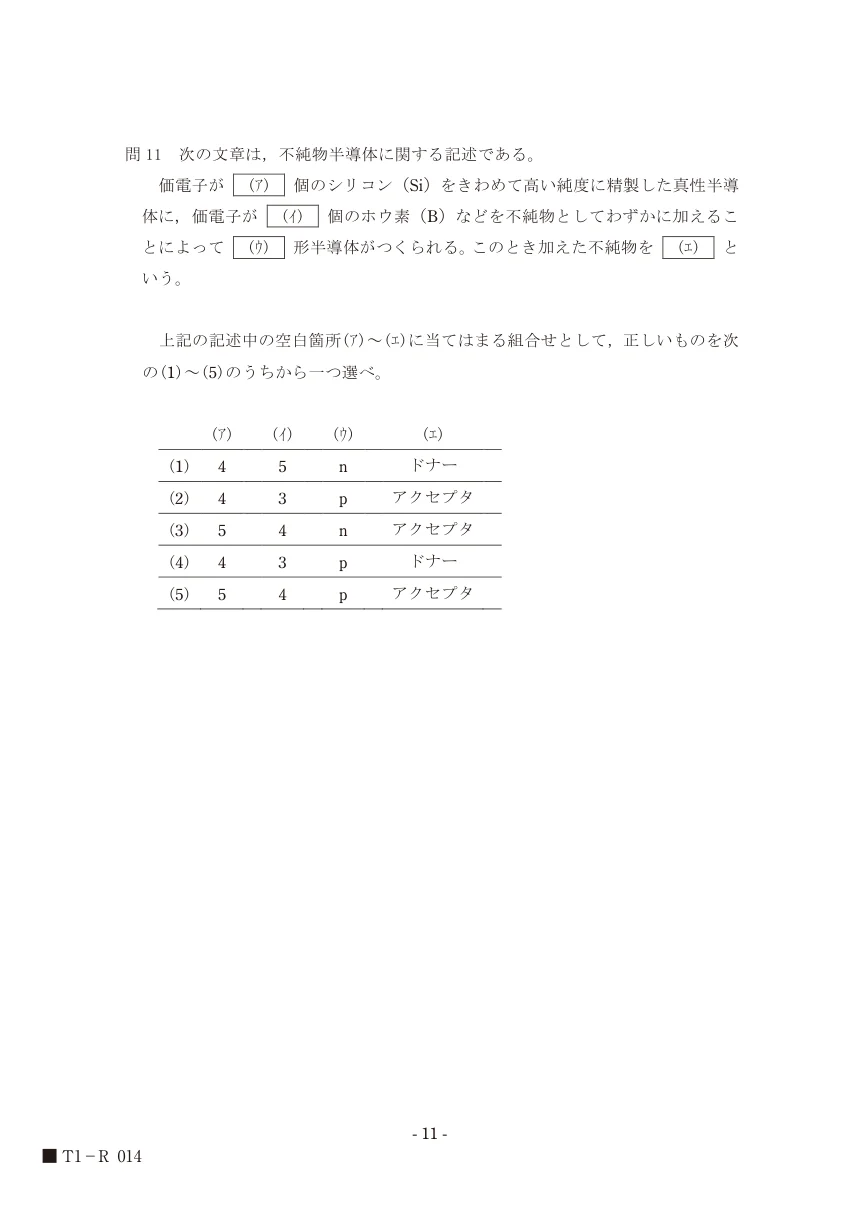 問 11　次の文章は，不純物半導体に関する記述である。
価電子が (ｱ) 個のシリコン（Si）をきわめて高い純度に精製した真性半導
体に，価電子が (ｲ) 個のホウ素（B）などを不純物としてわずかに加えるこ
とによって (ｳ) 形半導体がつくられる。このとき加えた不純物を (ｴ) と
いう。
上記の記述中の空白箇所(ｱ)～(ｴ)に当てはまる組合せとして，正しいものを次
の(1)～(5)のうちから一つ選べ。
(ｱ) (ｲ) (ｳ) (ｴ)
(1) 4 5 n ドナー
(2) 4 3 p アクセプタ
(3) 5 4 n アクセプタ
(4) 4 3 p ドナー
(5) 5 4 p アクセプタ
- 11 -
■ T1－R 014